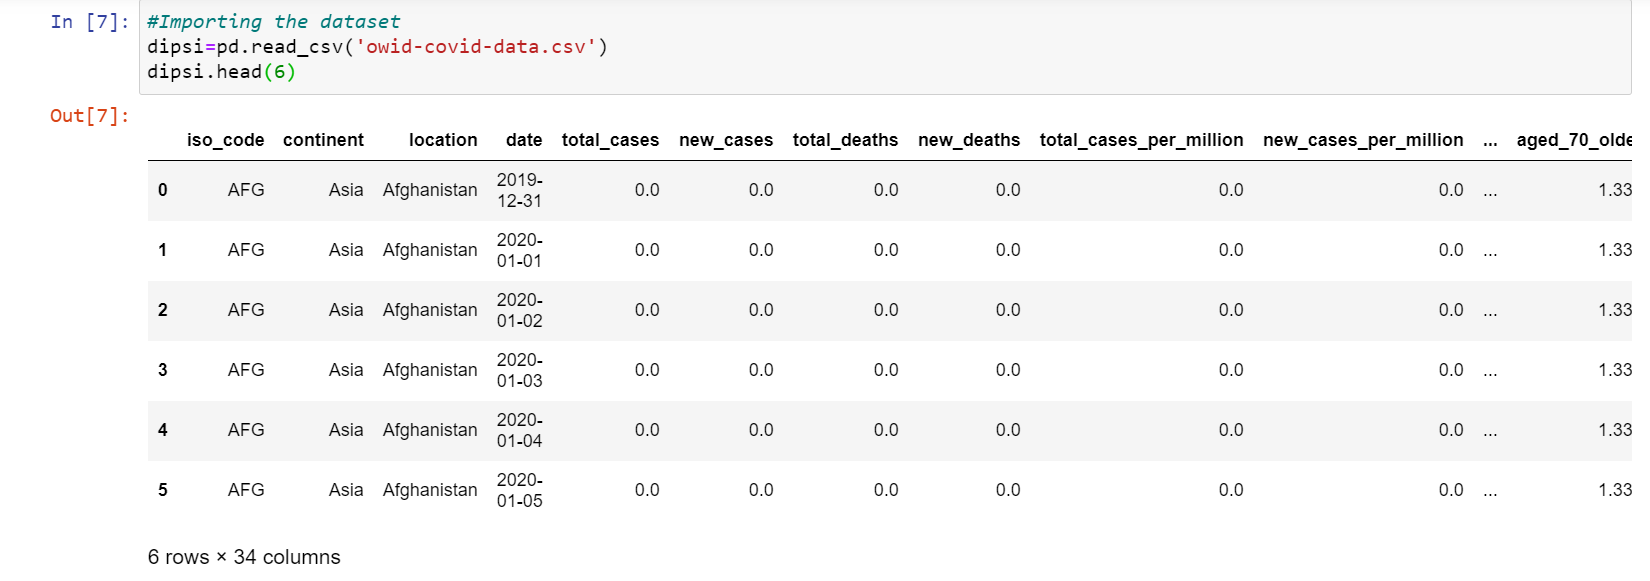 In [7]: #Importing the dataset
dipsi=pd.read_csv('owid-covid-data.csv')
dipsi.head(6)
Out[7]:
iso_code continent location date total_cases new_cases total_deaths new_deaths total_cases_per_million new_cases_per_million ... aged_70_olde
0 AFG Asia Afghanistan 2019-12-31 0.0 0.0 0.0 0.0 0.0 0.0 ... 1.33
1 AFG Asia Afghanistan 2020-01-01 0.0 0.0 0.0 0.0 0.0 0.0 ... 1.33
2 AFG Asia Afghanistan 2020-01-02 0.0 0.0 0.0 0.0 0.0 0.0 ... 1.33
3 AFG Asia Afghanistan 2020-01-03 0.0 0.0 0.0 0.0 0.0 0.0 ... 1.33
4 AFG Asia Afghanistan 2020-01-04 0.0 0.0 0.0 0.0 0.0 0.0 ... 1.33
5 AFG Asia Afghanistan 2020-01-05 0.0 0.0 0.0 0.0 0.0 0.0 ... 1.33
6 rows × 34 columns